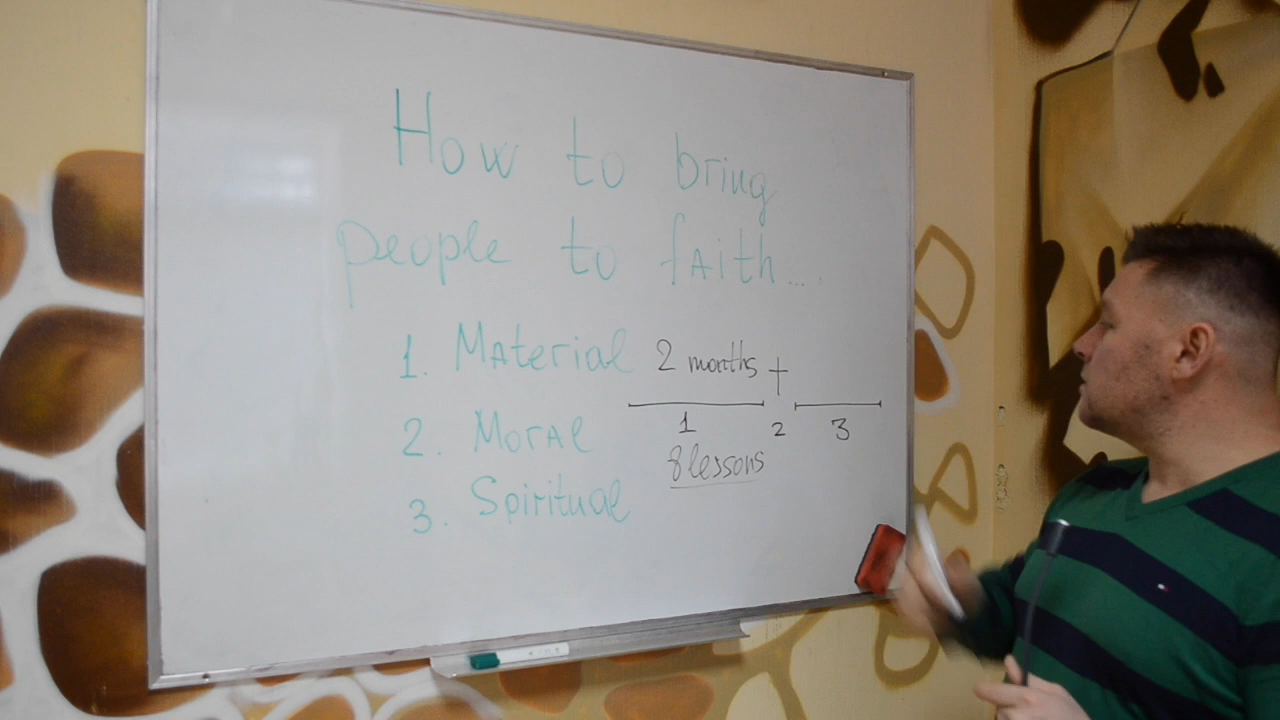 How to bring
people to faith...
1. Material
2. Moral
3. Spiritual
2 months +
1 2 3
8 lessons